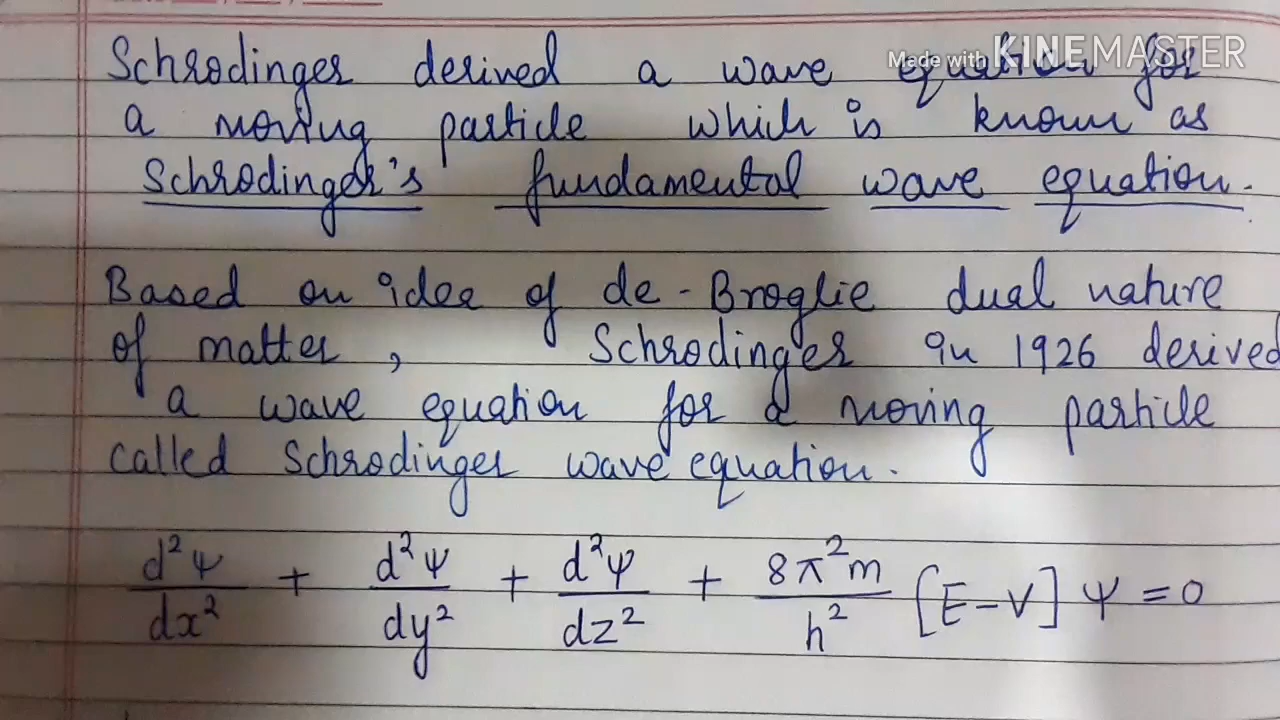 Made with KINEMASTER
Schrodinger derived a wave equation for
a moving particle which is known as
Schrodinger's fundamental wave equation.
Based on idea of de-Broglie dual nature
of matter, Schrodinger in 1926 derived
a wave equation for a moving particle
called Schrodinger wave equation.
d²ψ/dx² + d²ψ/dy² + d²ψ/dz² + 8π²m/h² [E-V] ψ = 0